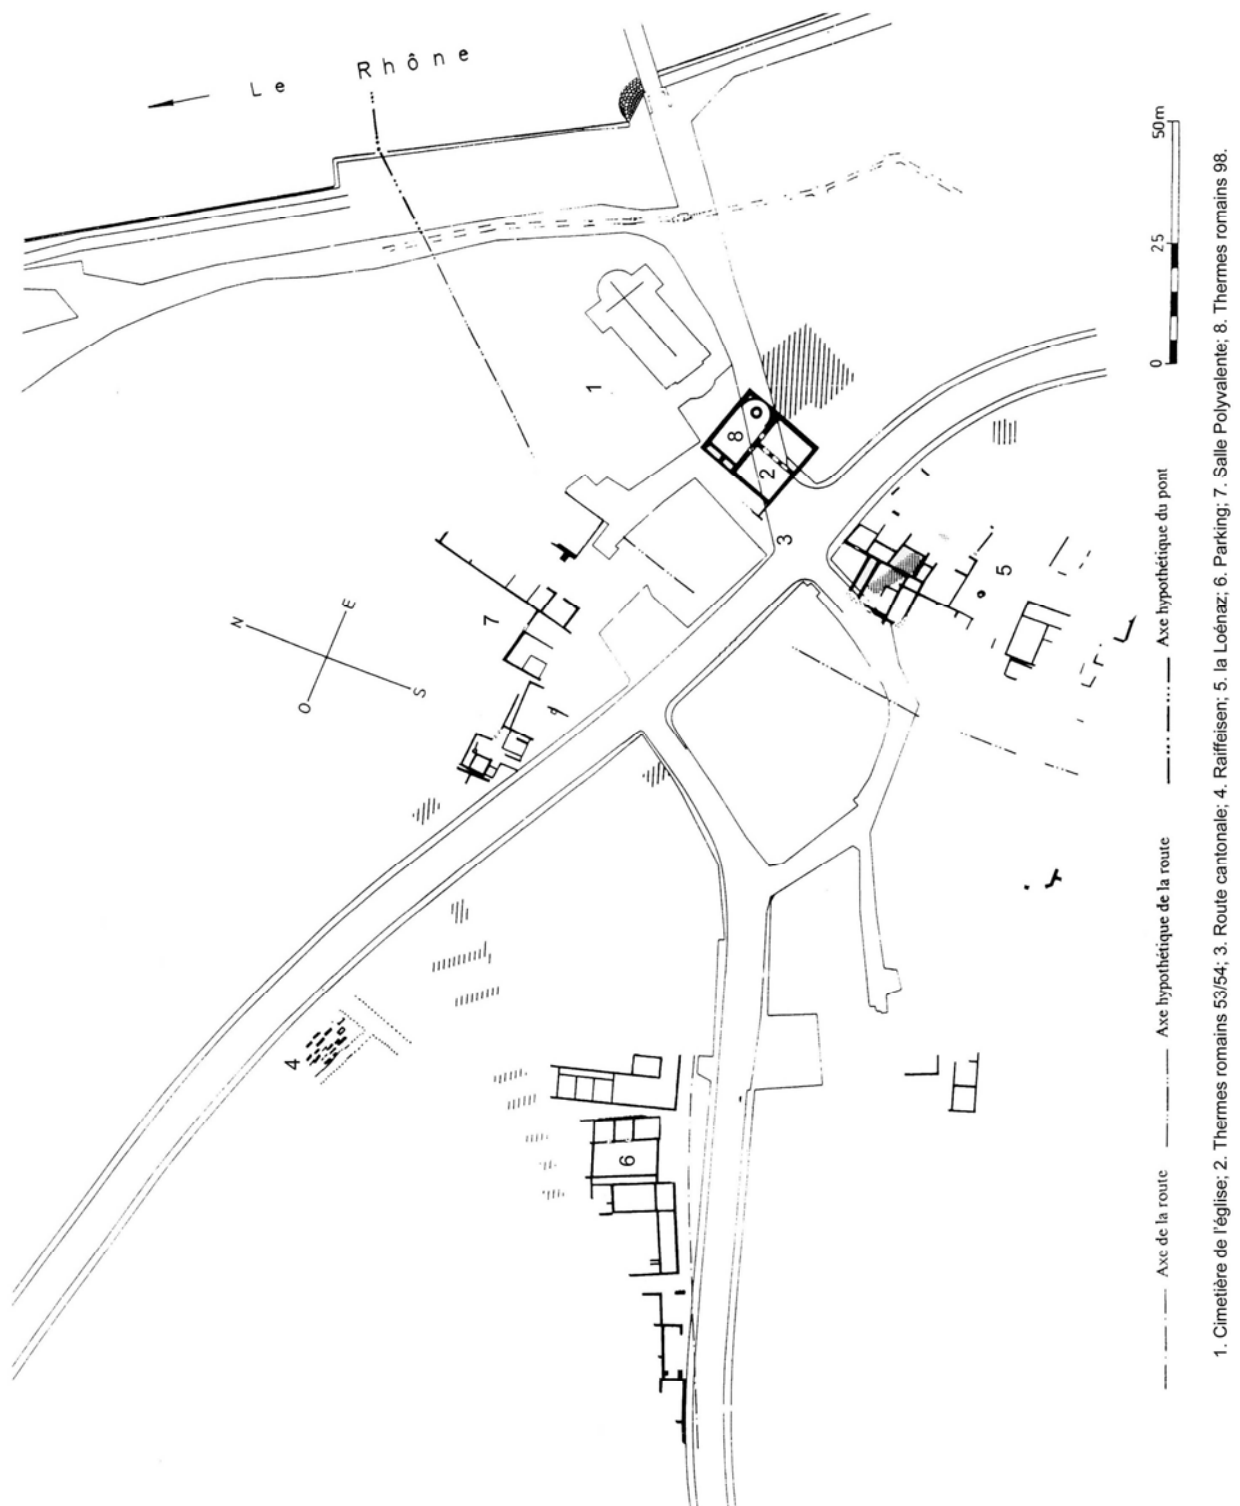 Le Rhône
1
8
2
3
N
E
S
O
7
5
4
6
0 25 50m
Axe de la route
Axe hypothétique de la route
Axe hypothétique du pont
1. Cimetière de l'église; 2. Thermes romains 53/54; 3. Route cantonale; 4. Raiffeisen; 5. la Loénaz; 6. Parking; 7. Salle Polyvalente; 8. Thermes romains 98.